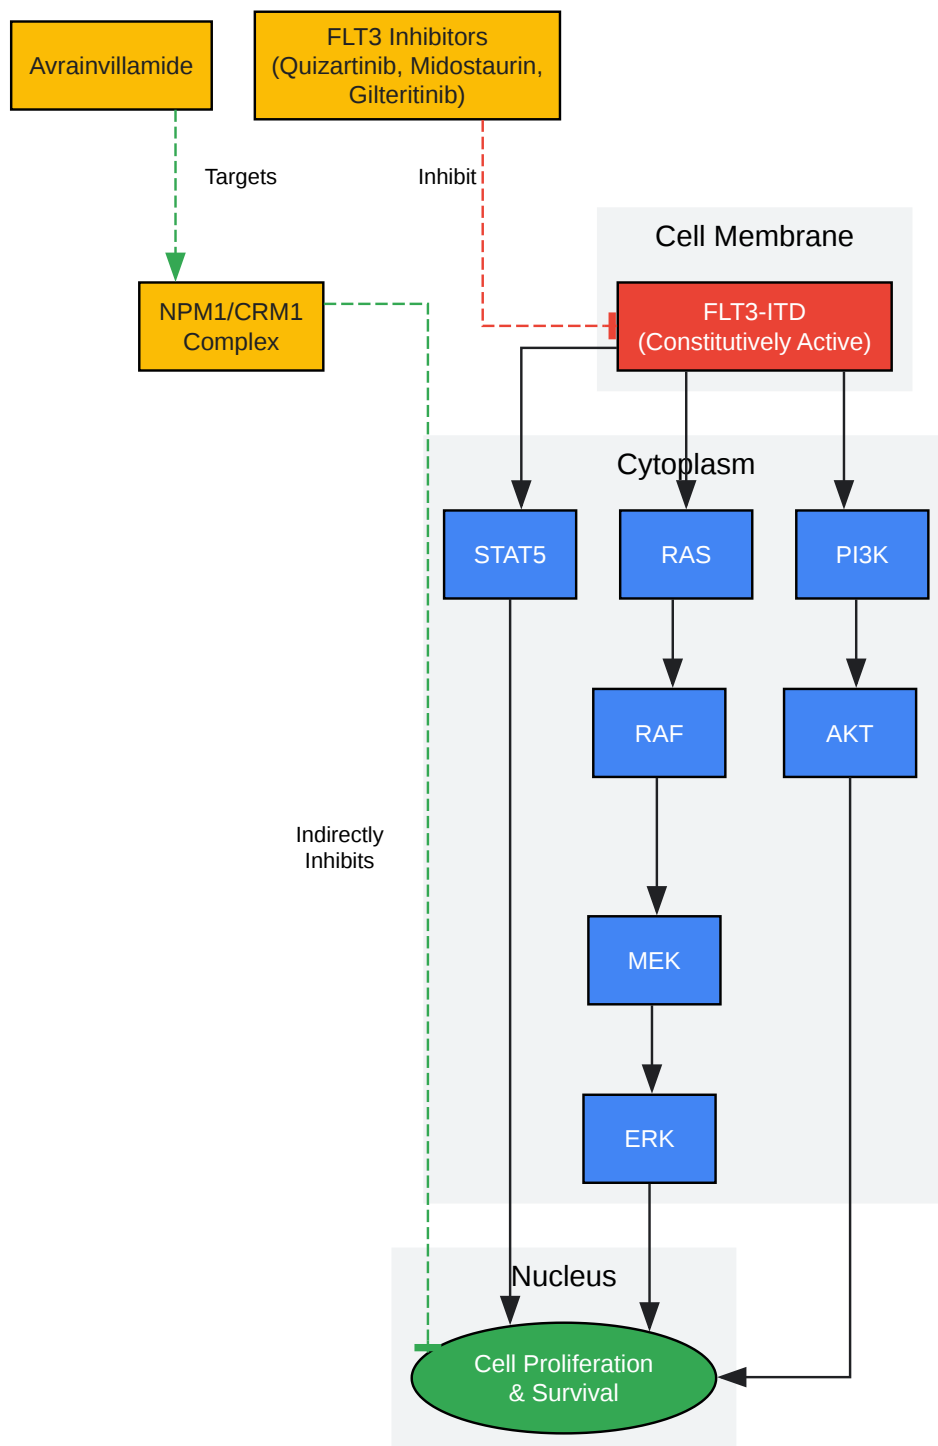 Avrainvillamide
FLT3 Inhibitors
(Quizartinib, Midostaurin,
Gilteritinib)
Targets
Inhibit
Cell Membrane
NPM1/CRM1
Complex
FLT3-ITD
(Constitutively Active)
Cytoplasm
STAT5
RAS
PI3K
RAF
AKT
Indirectly
Inhibits
MEK
ERK
Nucleus
Cell Proliferation
& Survival